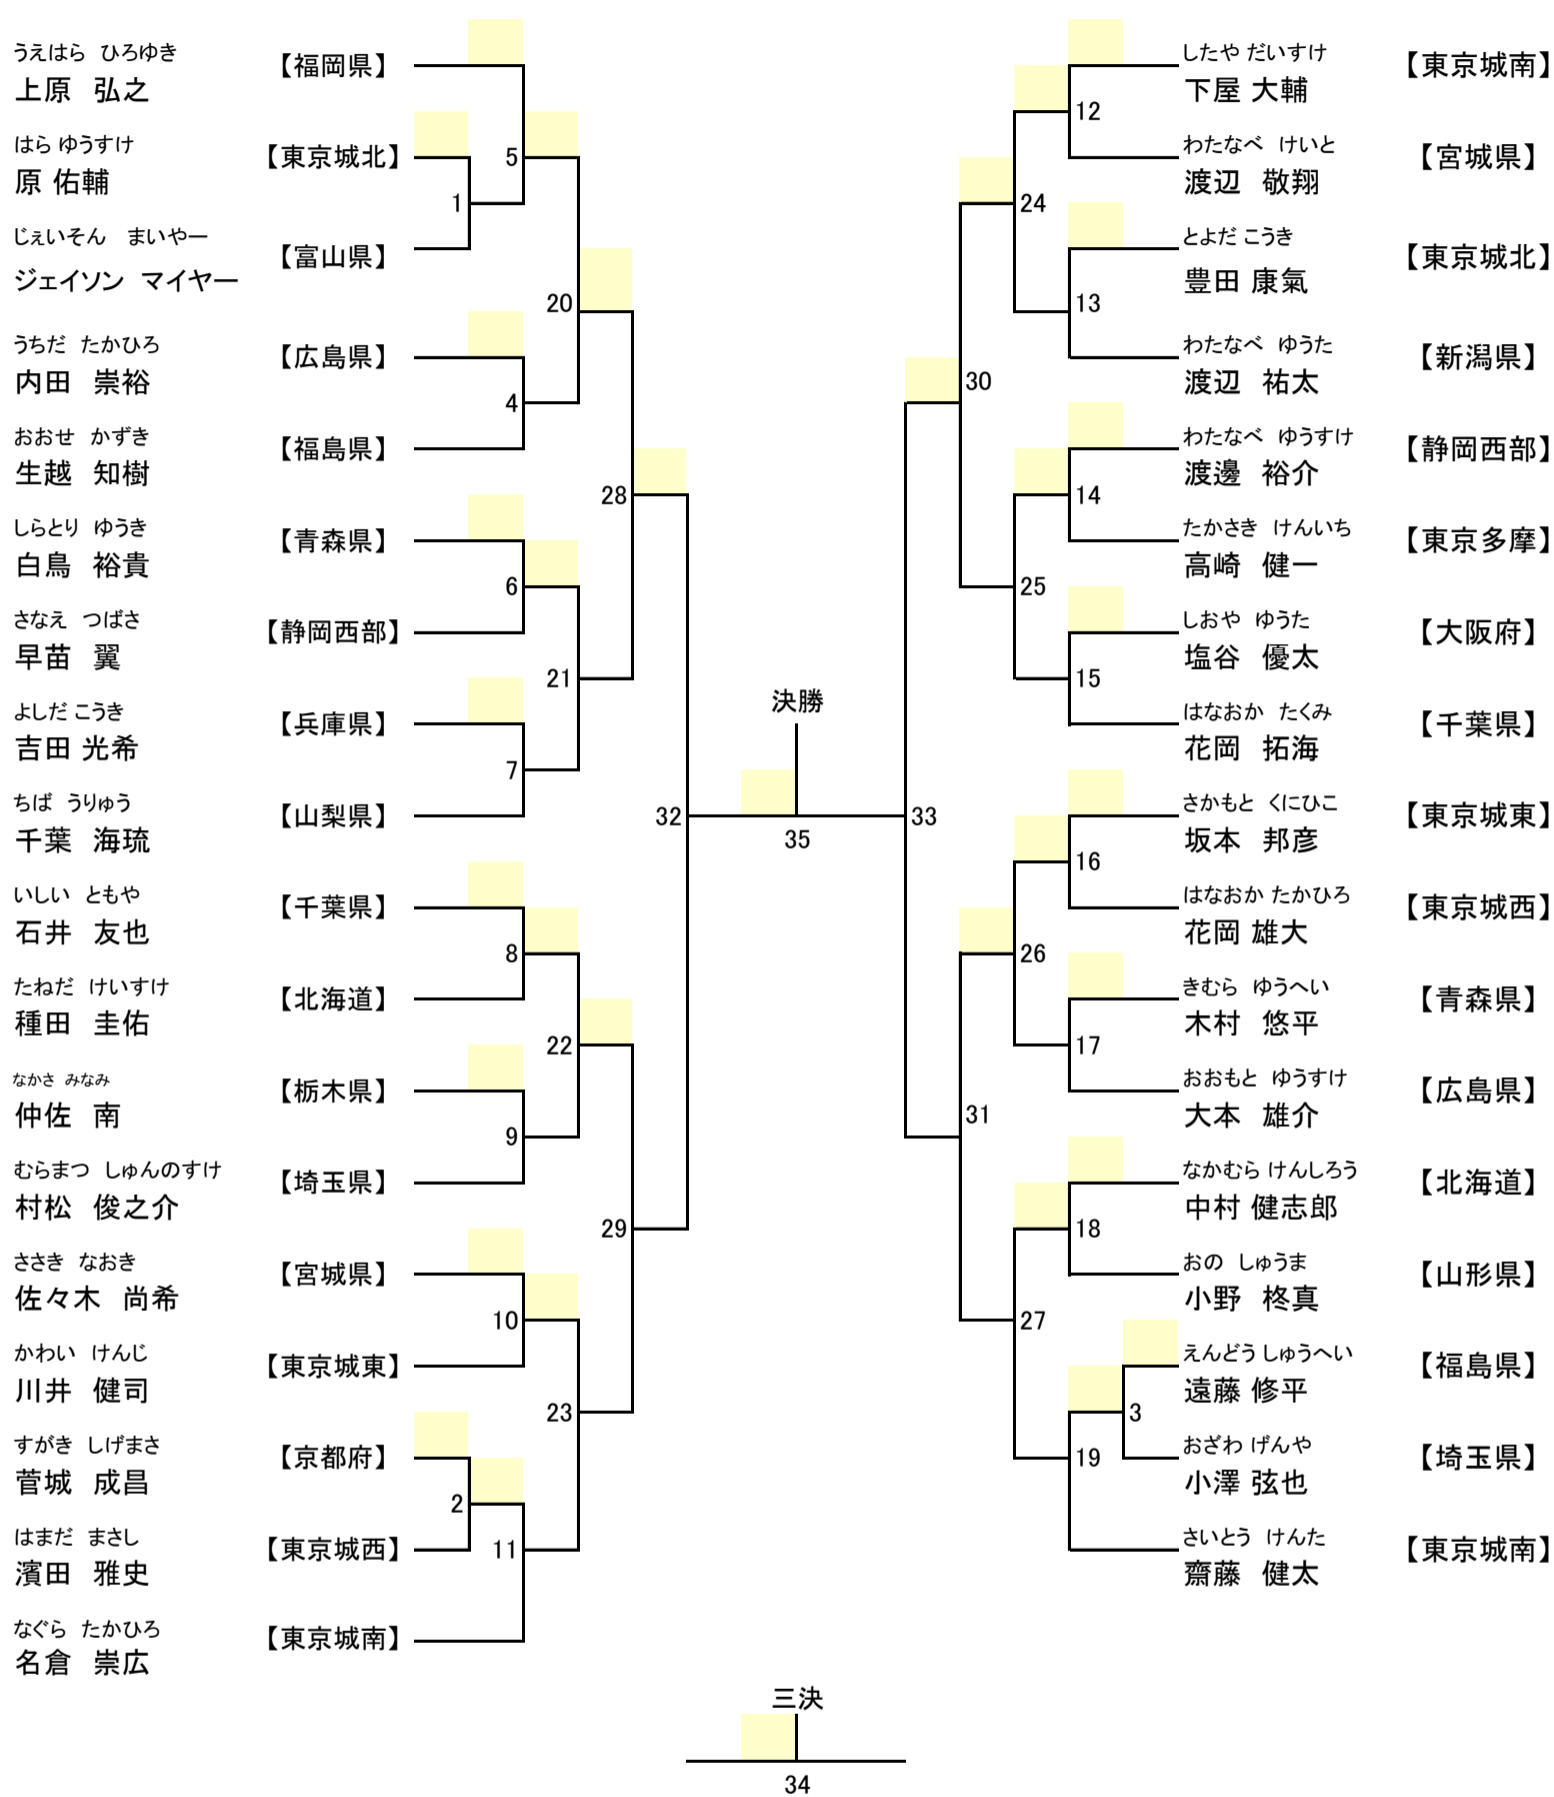 うえはら ひろゆき
上原 弘之
【福岡県】
はら ゆうすけ
原 佑輔
【東京城北】
じぇいそん まいやー
ジェイソン マイヤー
【富山県】
うちだ たかひろ
内田 崇裕
【広島県】
おおせ かずき
生越 知樹
【福島県】
しらとり ゆうき
白鳥 裕貴
【青森県】
さなえ つばさ
早苗 翼
【静岡西部】
よしだ こうき
吉田 光希
【兵庫県】
ちば うりゅう
千葉 海琉
【山梨県】
いしい ともや
石井 友也
【千葉県】
たねだ けいすけ
種田 圭佑
【北海道】
なかさ みなみ
仲佐 南
【栃木県】
むらまつ しゅんのすけ
村松 俊之介
【埼玉県】
ささき なおき
佐々木 尚希
【宮城県】
かわい けんじ
川井 健司
【東京城東】
すがき しげまさ
菅城 成昌
【京都府】
はまだ まさし
濱田 雅史
【東京城西】
なぐら たかひろ
名倉 崇広
【東京城南】
1
2
5
4
6
7
8
9
10
11
20
21
22
23
28
29
32
決勝
35
三決
34
33
30
31
24
25
26
27
12
13
14
15
16
17
18
19
3
したや だいすけ
下屋 大輔
【東京城南】
わたなべ けいと
渡辺 敬翔
【宮城県】
とよだ こうき
豊田 康氣
【東京城北】
わたなべ ゆうた
渡辺 祐太
【新潟県】
わたなべ ゆうすけ
渡邊 裕介
【静岡西部】
たかさき けんいち
高崎 健一
【東京多摩】
しおや ゆうた
塩谷 優太
【大阪府】
はなおか たくみ
花岡 拓海
【千葉県】
さかもと くにひこ
坂本 邦彦
【東京城東】
はなおか たかひろ
花岡 雄大
【東京城西】
きむら ゆうへい
木村 悠平
【青森県】
おおもと ゆうすけ
大本 雄介
【広島県】
なかむら けんしろう
中村 健志郎
【北海道】
おの しゅうま
小野 柊真
【山形県】
えんどう しゅうへい
遠藤 修平
【福島県】
おざわ げんや
小澤 弦也
【埼玉県】
さいとう けんた
齋藤 健太
【東京城南】